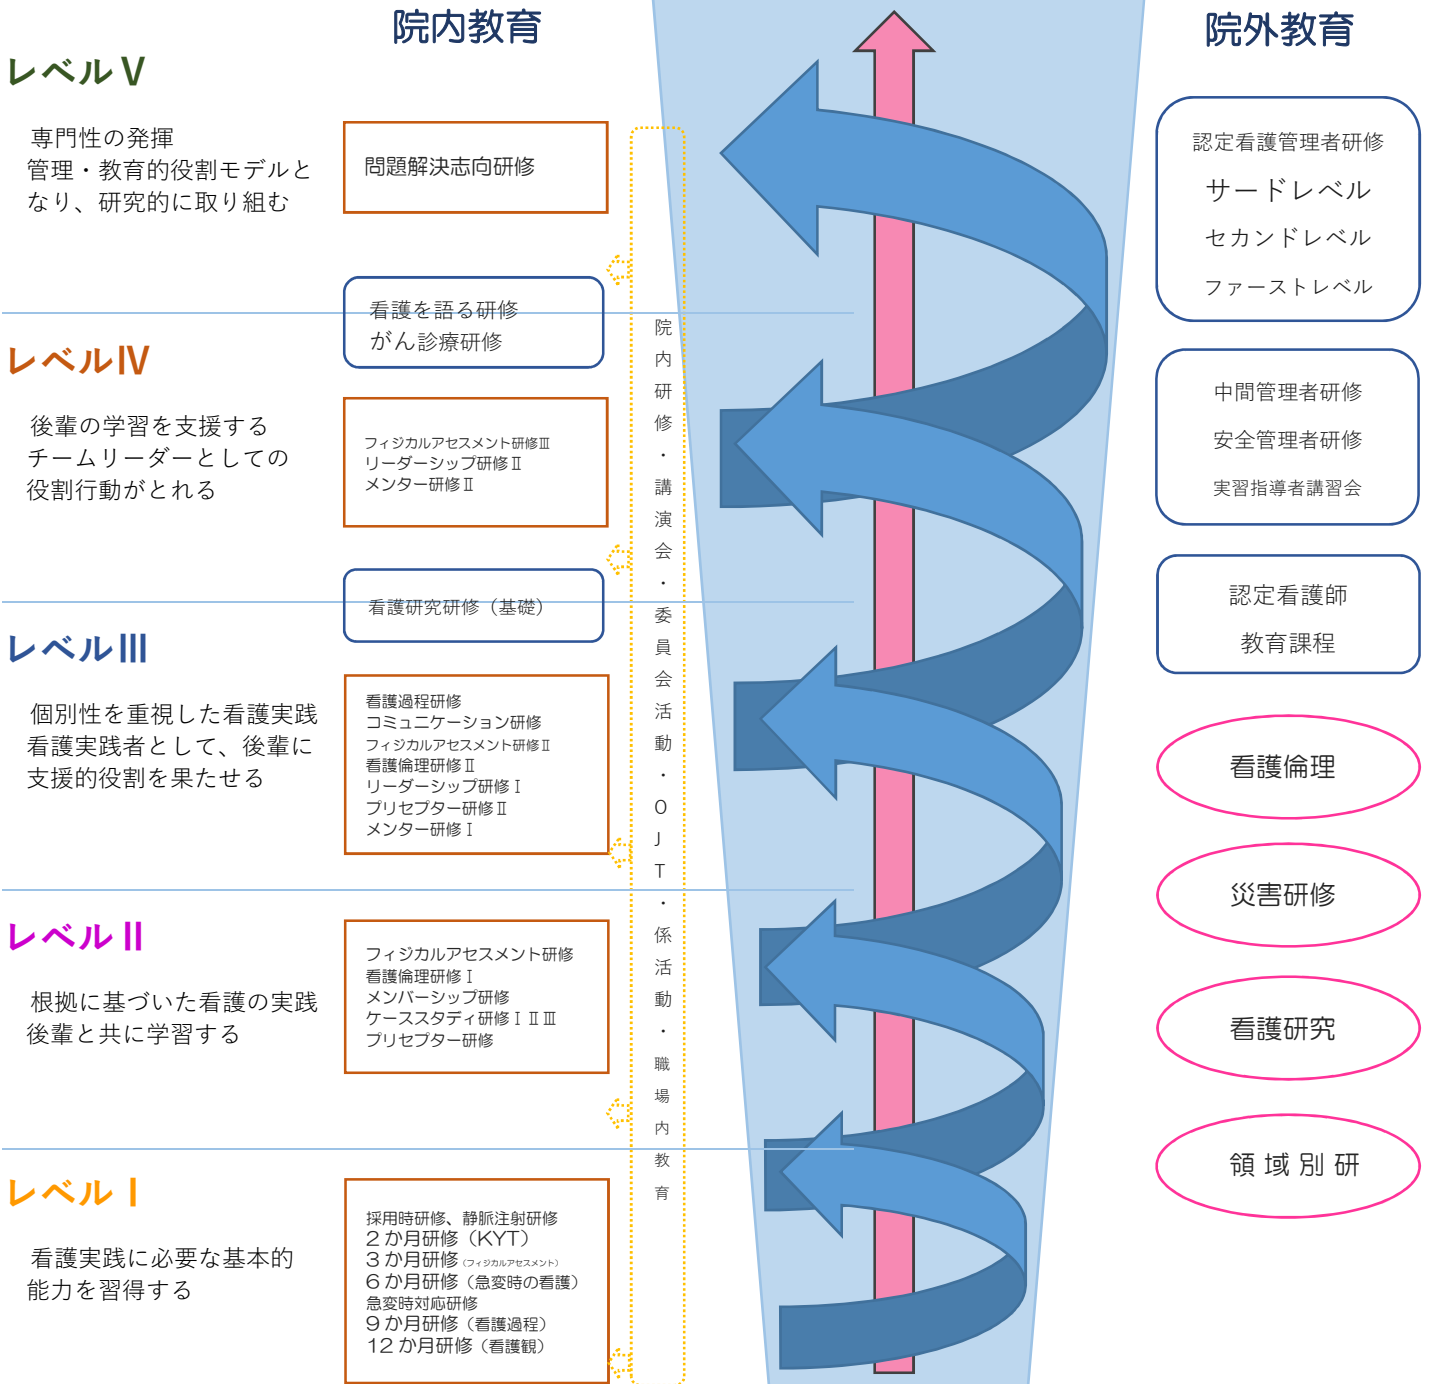 院内教育
院外教育
レベルⅤ
専門性の発揮
管理・教育的役割モデルと
なり、研究的に取り組む
問題解決志向研修
看護を語る研修
がん診療研修
レベルⅣ
後輩の学習を支援する
チームリーダーとしての
役割行動がとれる
フィジカルアセスメント研修Ⅲ
リーダーシップ研修Ⅱ
メンター研修Ⅱ
看護研究研修（基礎）
レベルⅢ
個別性を重視した看護実践
看護実践者として、後輩に
支援的役割を果たせる
看護過程研修
コミュニケーション研修
フィジカルアセスメント研修Ⅱ
看護倫理研修Ⅱ
リーダーシップ研修Ⅰ
プリセプター研修Ⅱ
メンター研修Ⅰ
レベルⅡ
根拠に基づいた看護の実践
後輩と共に学習する
フィジカルアセスメント研修
看護倫理研修Ⅰ
メンバーシップ研修
ケーススタディ研修ⅠⅡⅢ
プリセプター研修
レベルⅠ
看護実践に必要な基本的
能力を習得する
採用時研修、静脈注射研修
２か月研修（KYT）
３か月研修（フィジカルアセスメント）
６か月研修（急変時の看護）
急変時対応研修
９か月研修（看護過程）
12か月研修（看護観）
院内研修・講演会・委員会活動・OJT・係活動・職場内教育
認定看護管理者研修
サードレベル
セカンドレベル
ファーストレベル
中間管理者研修
安全管理者研修
実習指導者講習会
認定看護師
教育課程
看護倫理
災害研修
看護研究
領域別研